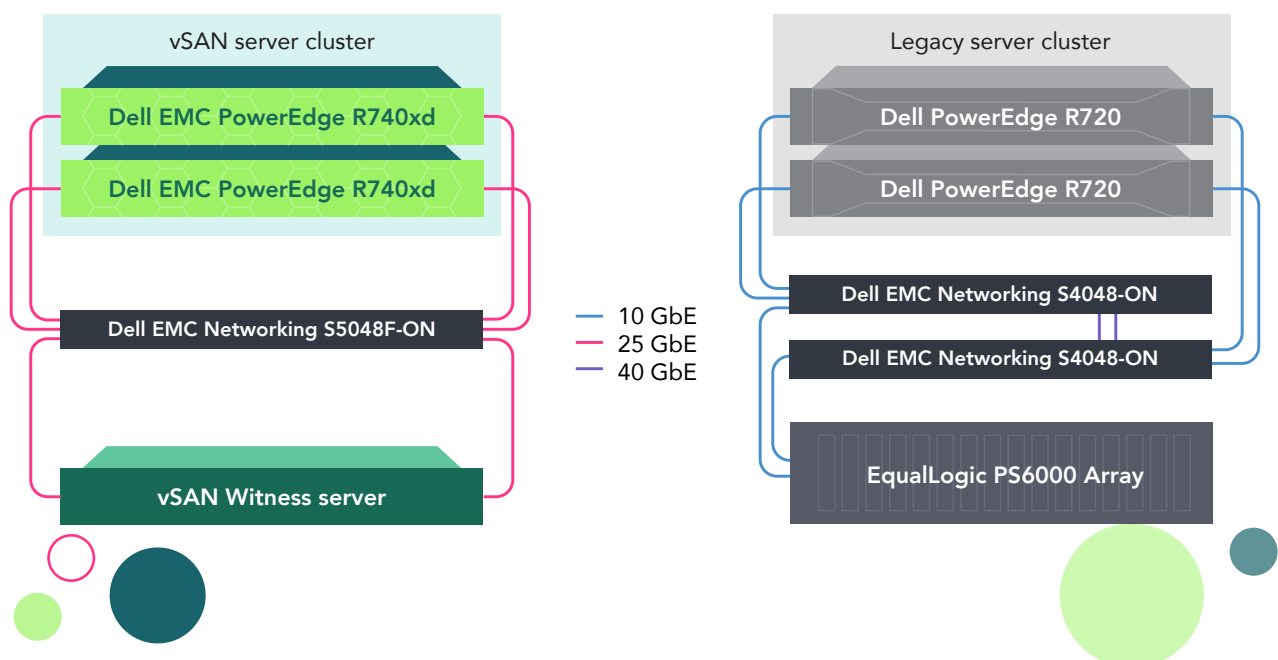 vSAN server cluster
Dell EMC PowerEdge R740xd
Dell EMC PowerEdge R740xd
Dell EMC Networking S5048F-ON
vSAN Witness server
10 GbE
25 GbE
40 GbE
Legacy server cluster
Dell PowerEdge R720
Dell PowerEdge R720
Dell EMC Networking S4048-ON
Dell EMC Networking S4048-ON
EqualLogic PS6000 Array